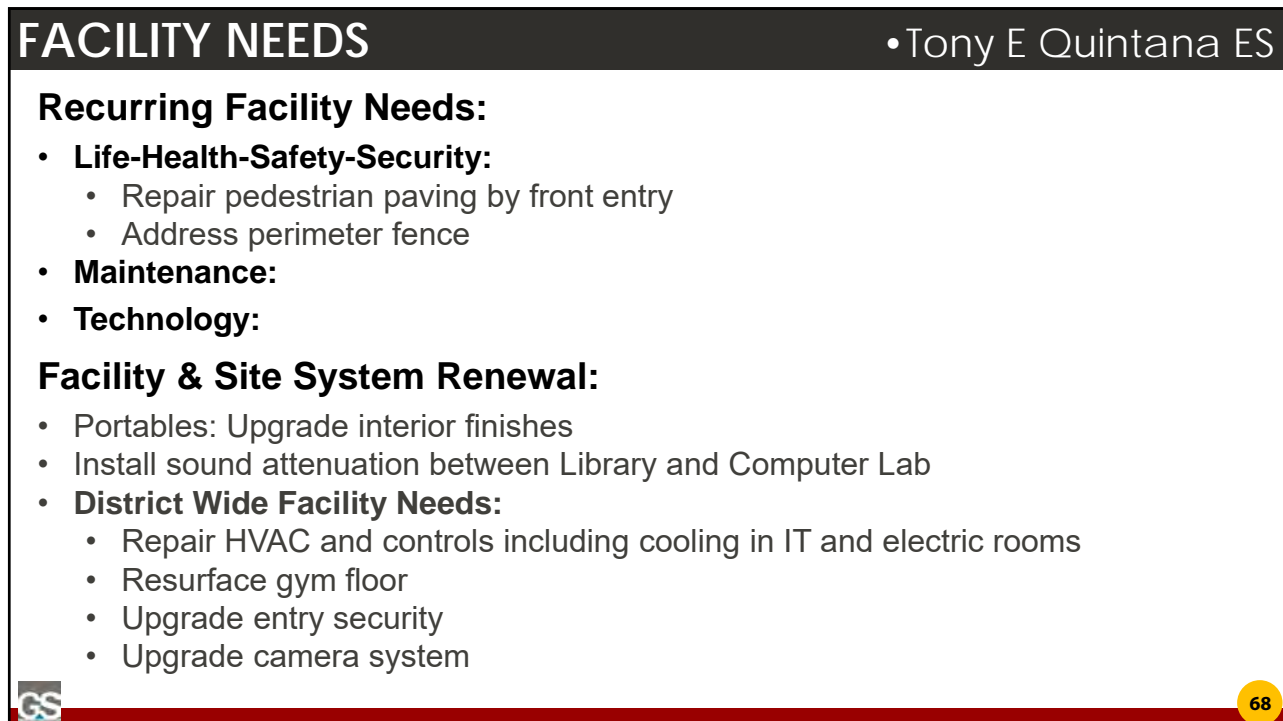 FACILITY NEEDS •Tony E Quintana ES
Recurring Facility Needs:
• Life-Health-Safety-Security:
• Repair pedestrian paving by front entry
• Address perimeter fence
• Maintenance:
• Technology:
Facility & Site System Renewal:
• Portables: Upgrade interior finishes
• Install sound attenuation between Library and Computer Lab
• District Wide Facility Needs:
• Repair HVAC and controls including cooling in IT and electric rooms
• Resurface gym floor
• Upgrade entry security
• Upgrade camera system
GS
68